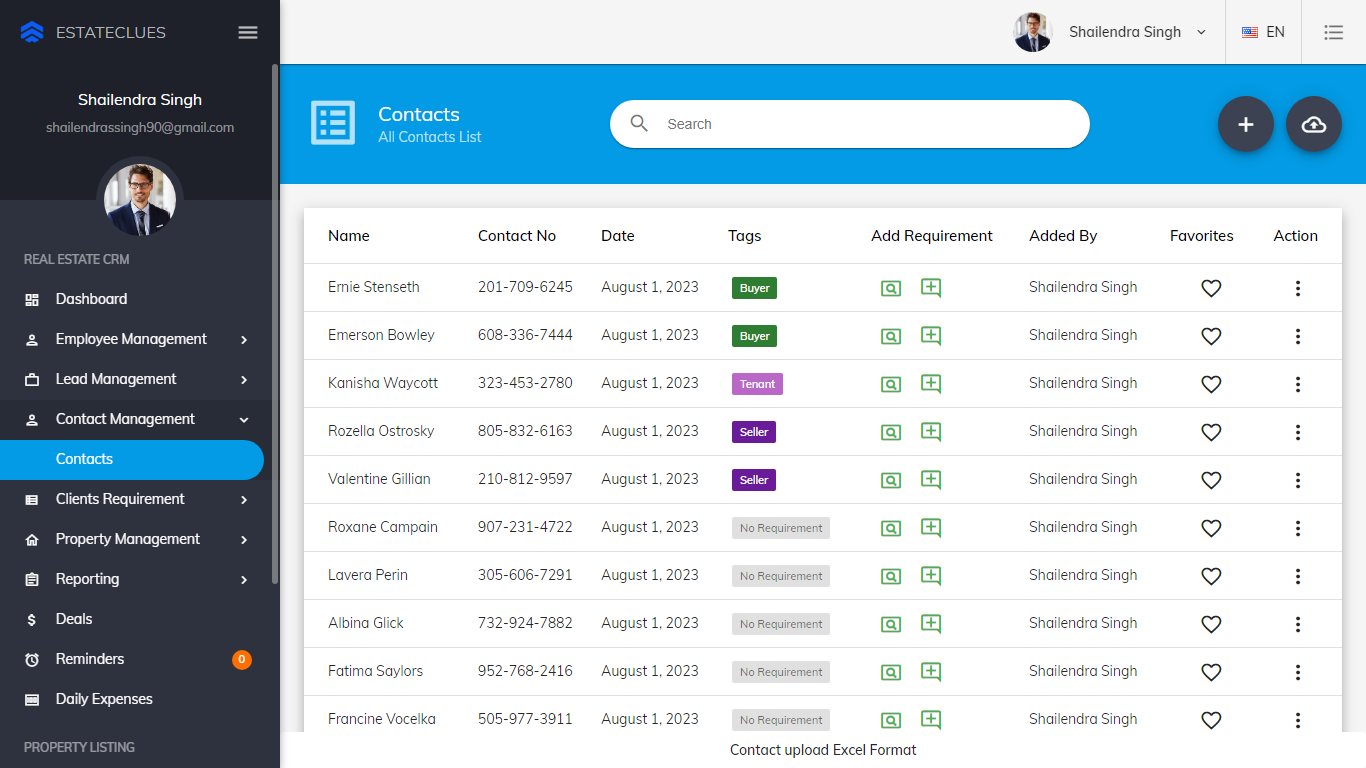 ESTATECLUES
Shailendra Singh
EN
Shailendra Singh
shailendrassingh90@gmail.com
REAL ESTATE CRM
Dashboard
Employee Management
Lead Management
Contact Management
Contacts
Clients Requirement
Property Management
Reporting
Deals
Reminders 0
Daily Expenses
PROPERTY LISTING
Contacts
All Contacts List
Search
Name Contact No Date Tags Add Requirement Added By Favorites Action
Ernie Stenseth 201-709-6245 August 1, 2023 Buyer Shailendra Singh
Emerson Bowley 608-336-7444 August 1, 2023 Buyer Shailendra Singh
Kanisha Waycott 323-453-2780 August 1, 2023 Tenant Shailendra Singh
Rozella Ostrosky 805-832-6163 August 1, 2023 Seller Shailendra Singh
Valentine Gillian 210-812-9597 August 1, 2023 Seller Shailendra Singh
Roxane Campain 907-231-4722 August 1, 2023 No Requirement Shailendra Singh
Lavera Perin 305-606-7291 August 1, 2023 No Requirement Shailendra Singh
Albina Glick 732-924-7882 August 1, 2023 No Requirement Shailendra Singh
Fatima Saylors 952-768-2416 August 1, 2023 No Requirement Shailendra Singh
Francine Vocelka 505-977-3911 August 1, 2023 No Requirement Shailendra Singh
Contact upload Excel Format